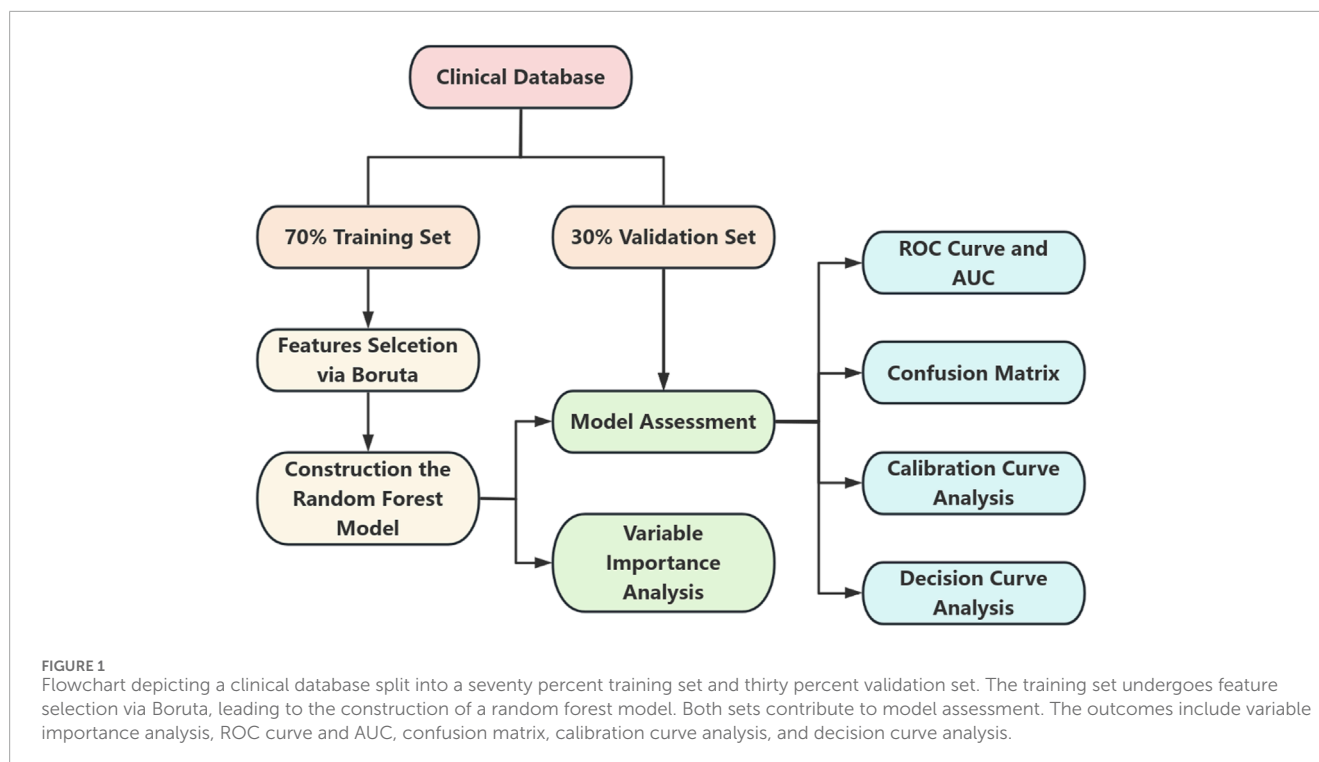 Clinical Database
70% Training Set
30% Validation Set
Features Selcetion
via Boruta
Construction the
Random Forest
Model
Model Assessment
Variable
Importance
Analysis
ROC Curve and
AUC
Confusion Matrix
Calibration Curve
Analysis
Decision Curve
Analysis
FIGURE 1
Flowchart depicting a clinical database split into a seventy percent training set and thirty percent validation set. The training set undergoes feature
selection via Boruta, leading to the construction of a random forest model. Both sets contribute to model assessment. The outcomes include variable
importance analysis, ROC curve and AUC, confusion matrix, calibration curve analysis, and decision curve analysis.